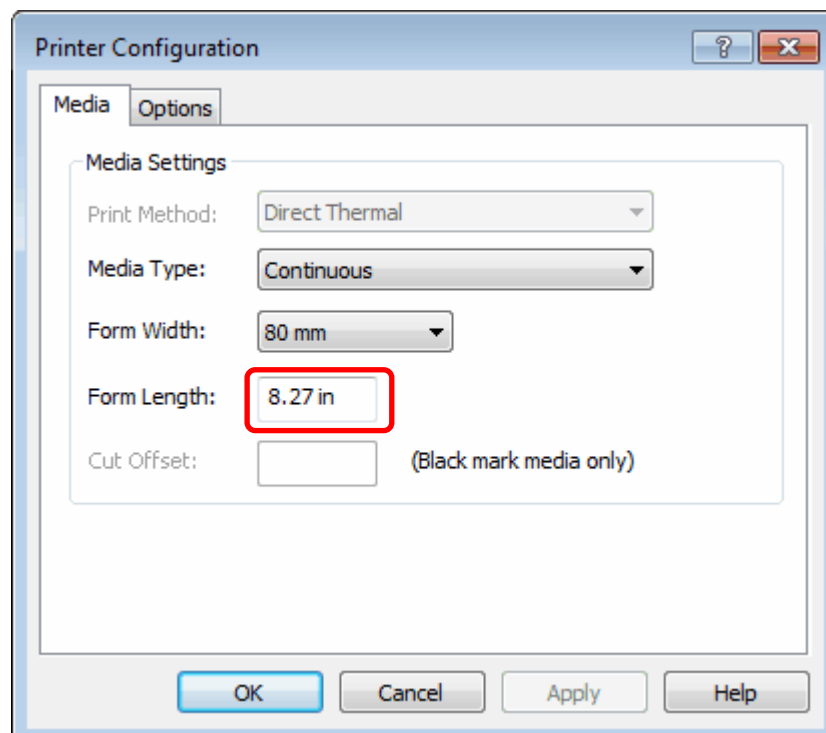 Printer Configuration
Media Options
Media Settings
Print Method: Direct Thermal
Media Type: Continuous
Form Width: 80 mm
Form Length: 8.27 in
Cut Offset: (Black mark media only)
OK Cancel Apply Help